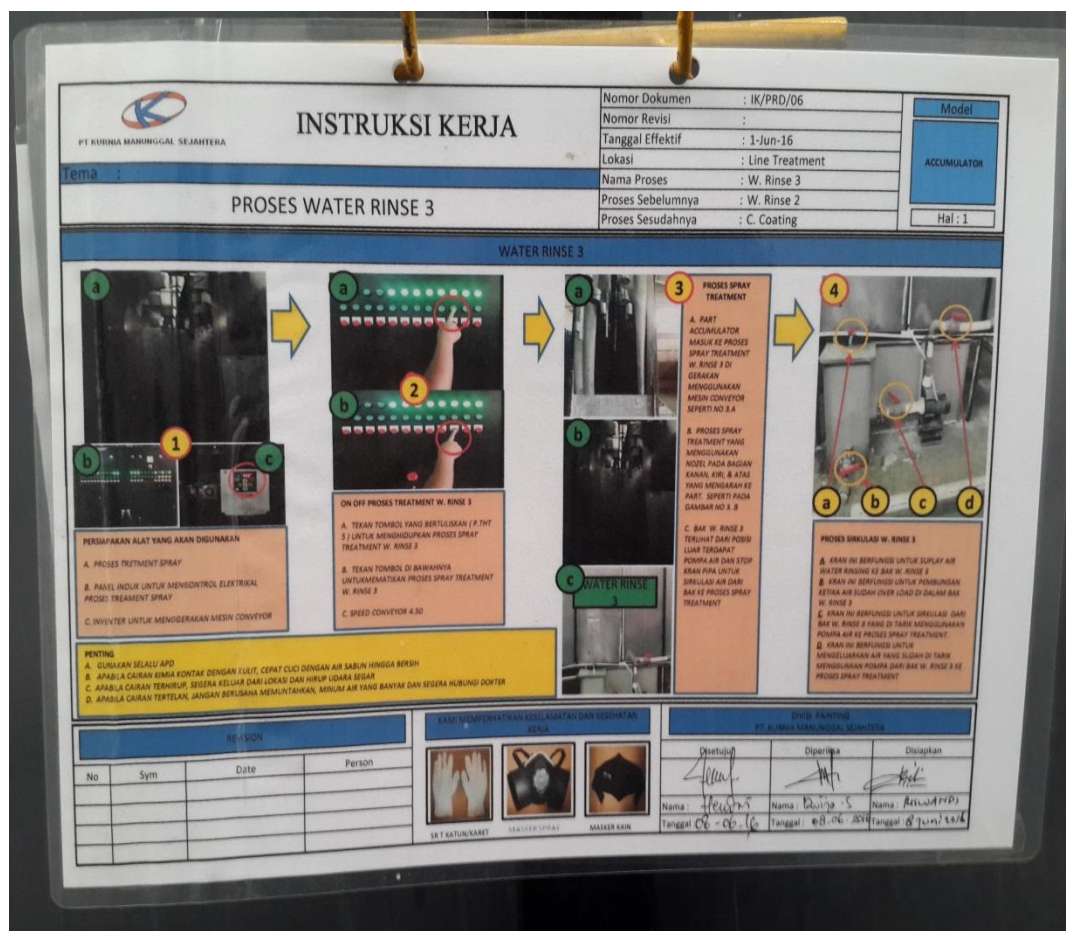 K
PT KURNIA MANUNGGAL SEJAHTERA
INSTRUKSI KERJA
Nomor Dokumen : IK/PRD/06
Nomor Revisi :
Tanggal Effektif : 1-Jun-16
Lokasi : Line Treatment
Nama Proses : W. Rinse 3
Proses Sebelumnya : W. Rinse 2
Proses Sesudahnya : C. Coating
Model
ACCUMULATOR
Hal : 1
Tema :
PROSES WATER RINSE 3
WATER RINSE 3
a
b
1
c
PERSIAPAKAN ALAT YANG AKAN DIGUNAKAN
A. PROSES TRETMENT SPRAY
B. PANEL INDUK UNTUK MENGONTROL ELEKTRIKAL
PROSES TREAMENT SPRAY
C. INVENTER UNTUK MENGGERAKAN MESIN CONVEYOR
a
2
b
ON OFF PROSES TREATMENT W. RINSE 3
A. TEKAN TOMBOL YANG BERTULISKAN ( P.THT
5 ) UNTUK MENGHIDUPKAN PROSES SPRAY
TREATMENT W. RINSE 3
B. TEKAN TOMBOL DI BAWAHNYA
UNTUKMEMATIKAN PROSES SPRAY TREATMENT
W. RINSE 3
C. SPEED CONVEYOR 4.50
a
b
c
WATER RINSE
3
3
PROSES SPRAY
TREATMENT
A. PART
ACCUMULATOR
MASUK KE PROSES
SPRAY TREATMENT
W. RINSE 3 DI
GERAKAN
MENGGUNAKAN
MESIN CONVEYOR
SEPERTI NO 3.A
B. PROSES SPRAY
TREATMENT YANG
MENGGUNAKAN
NOZEL PADA BAGIAN
KANAN, KIRI, & ATAS
YANG MENGARAH KE
PART. SEPERTI PADA
GAMBAR NO 3. B
C. BAK W. RINSE 3
TERLIHAT DARI POSISI
LUAR TERDAPAT
POMPA AIR DAN STOP
KRAN PIPA UNTUK
SIRKULASI AIR DARI
BAK KE PROSES SPRAY
TREATMENT
4
a b c d
PROSES SIRKULASI W. RINSE 3
A. KRAN INI BERFUNGSI UNTUK SUPLAY AIR
WATER RINSING KE BAK W. RINSE 3
B. KRAN INI BERFUNGSI UNTUK PEMBUNGAN
KETIKA AIR SUDAH OVER LOAD DI DALAM BAK
W. RINSE 3
C. KRAN INI BERFUNGSI UNTUK SIRKULASI DARI
BAK W. RINSE 3 YANG DI TARIK MENGGUNAKAN
POMPA AIR KE PROSES SPRAY TREATMENT.
D. KRAN INI BERFUNGSI UNTUK
MENGELUARKAN AIR YANG SUDAH DI TARIK
MENGGUNKAN POMPA DARI BAK W. RINSE 3 KE
PROSES SPRAY TREATMENT
PENTING
A. GUNAKAN SELALU APD
B. APABILA CAIRAN KIMIA KONTAK DENGAN KULIT, CEPAT CUCI DENGAN AIR SABUN HINGGA BERSIH
C. APABILA CAIRAN TERHIRUP, SEGERA KELUAR DARI LOKASI DAN HIRUP UDARA SEGAR
D. APABILA CAIRAN TERTELAN, JANGAN BERUSAHA MEMUNTAHKAN, MINUM AIR YANG BANYAK DAN SEGERA HUBUNGI DOKTER
REVISION
No Sym Date Person
KAMI MEMPERHATIKAN KESELAMATAN DAN KESEHATAN
KERJA
SRT KATUN/KARET
MASKER SPRAY
MASKER KAIN
DIVISI PAINTING
PT. KURNIA MANUNGGAL SEJAHTERA
Disetujui Diperiksa Disiapkan
Nama : Hendri Nama : Dwijo . S Nama : RULWANDI
Tanggal 08 - 06 - 16 Tanggal : 08.06.2016 Tanggal 8 Juni 2016